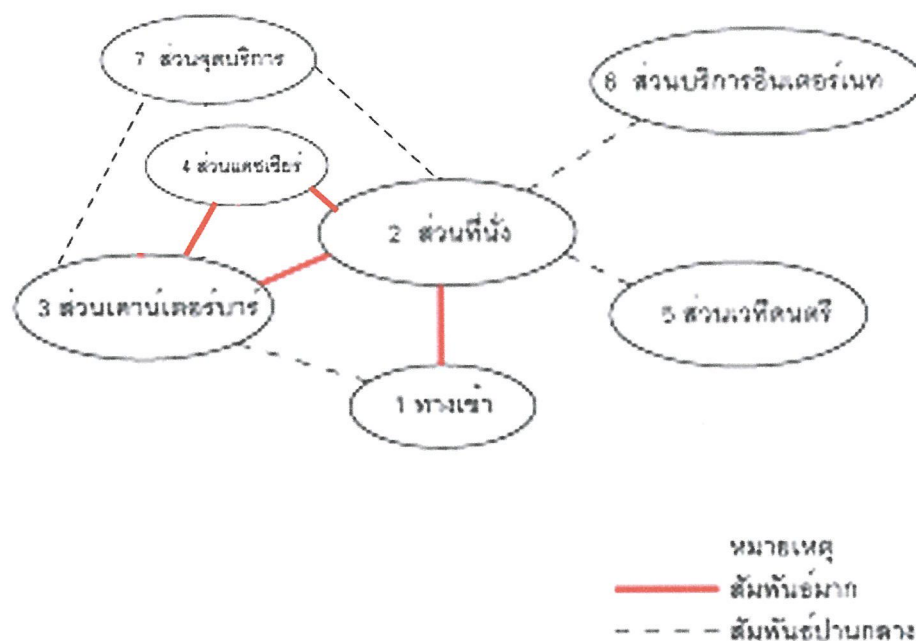 7 ส่วนจุดบริการ
6 ส่วนบริการอินเตอร์เนท
4 ส่วนแคชเชียร์
2 ส่วนที่นั่ง
3 ส่วนเคาน์เตอร์บาร์
5 ส่วนเวทีดนตรี
1 ทางเข้า
หมายเหตุ
สัมพันธ์มาก
สัมพันธ์ปานกลาง